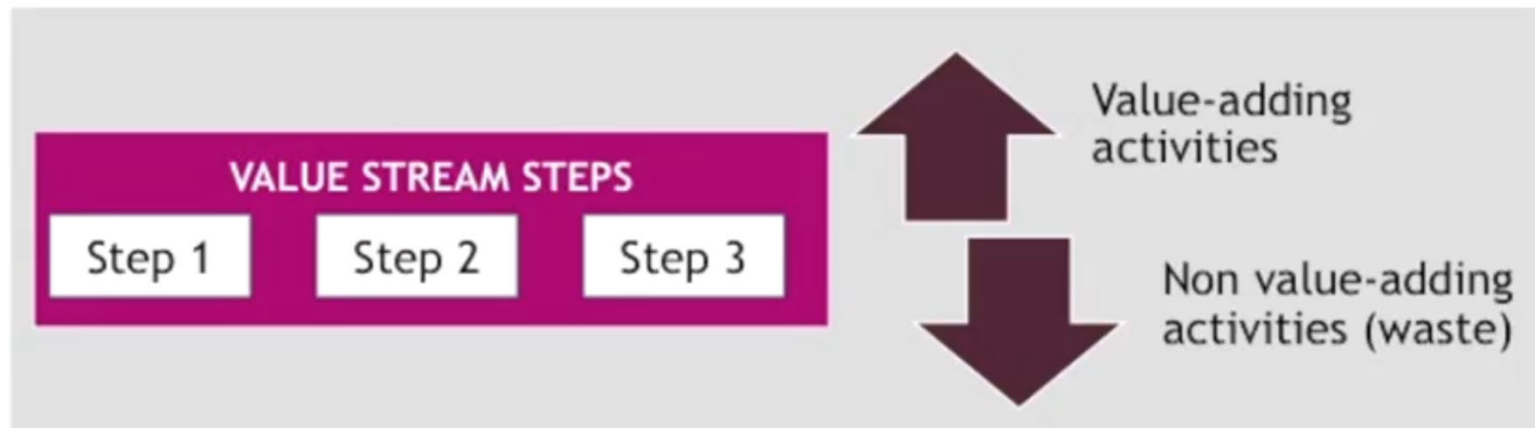 VALUE STREAM STEPS
Step 1
Step 2
Step 3
Value-adding
activities
Non value-adding
activities (waste)